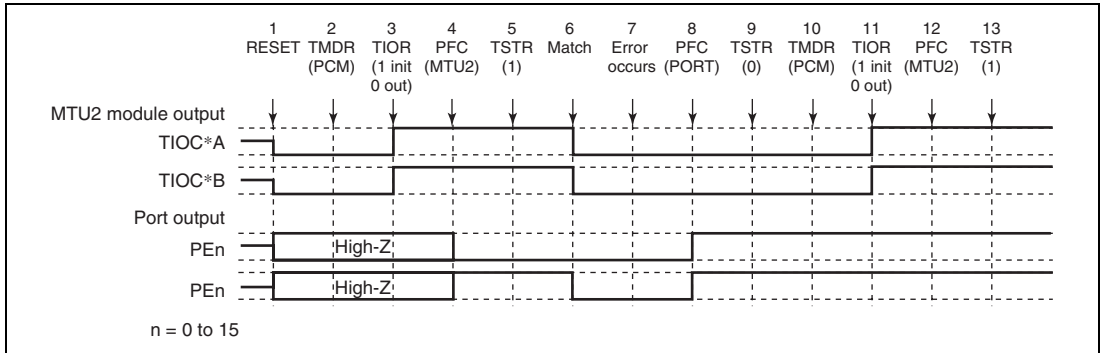 1 2 3 4 5 6 7 8 9 10 11 12 13
RESET TMDR TIOR PFC TSTR Match Error PFC TSTR TMDR TIOR PFC TSTR
(PCM) (1 init (MTU2) (1) occurs (PORT) (0) (PCM) (1 init (MTU2) (1)
0 out) 0 out)
MTU2 module output
TIOC*A
TIOC*B
Port output
PEn High-Z
PEn High-Z
n = 0 to 15